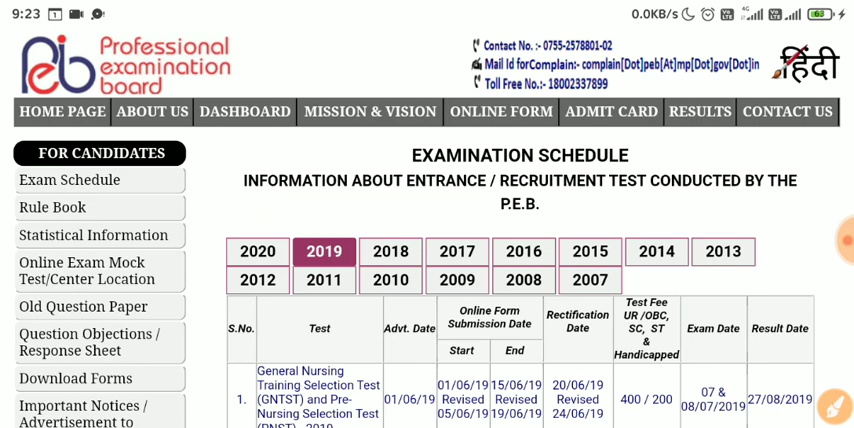 9:23
1
0.0KB/s
4G
63
PEb
Professional
examination
board
Contact No. :- 0755-2578801-02
Mail Id forComplain:- complain[Dot]peb[At]mp[Dot]gov[Dot]in
Toll Free No.:- 18002337899
हिंदी
HOME PAGE ABOUT US DASHBOARD MISSION & VISION ONLINE FORM ADMIT CARD RESULTS CONTACT US
FOR CANDIDATES
Exam Schedule
Rule Book
Statistical Information
Online Exam Mock
Test/Center Location
Old Question Paper
Question Objections /
Response Sheet
Download Forms
Important Notices /
Advertisement to
EXAMINATION SCHEDULE
INFORMATION ABOUT ENTRANCE / RECRUITMENT TEST CONDUCTED BY THE
P.E.B.
2020 2019 2018 2017 2016 2015 2014 2013
2012 2011 2010 2009 2008 2007
S.No. Test Advt. Date
Online Form
Submission Date
Start End
Rectification
Date
Test Fee
UR /OBC,
SC, ST
&
Handicapped
Exam Date Result Date
1.
General Nursing
Training Selection Test
(GNTST) and Pre-
Nursing Selection Test
(PNST) - 2019
01/06/19
01/06/19
Revised
05/06/19
15/06/19
Revised
19/06/19
20/06/19
Revised
24/06/19
400 / 200
07 &
08/07/2019
27/08/2019